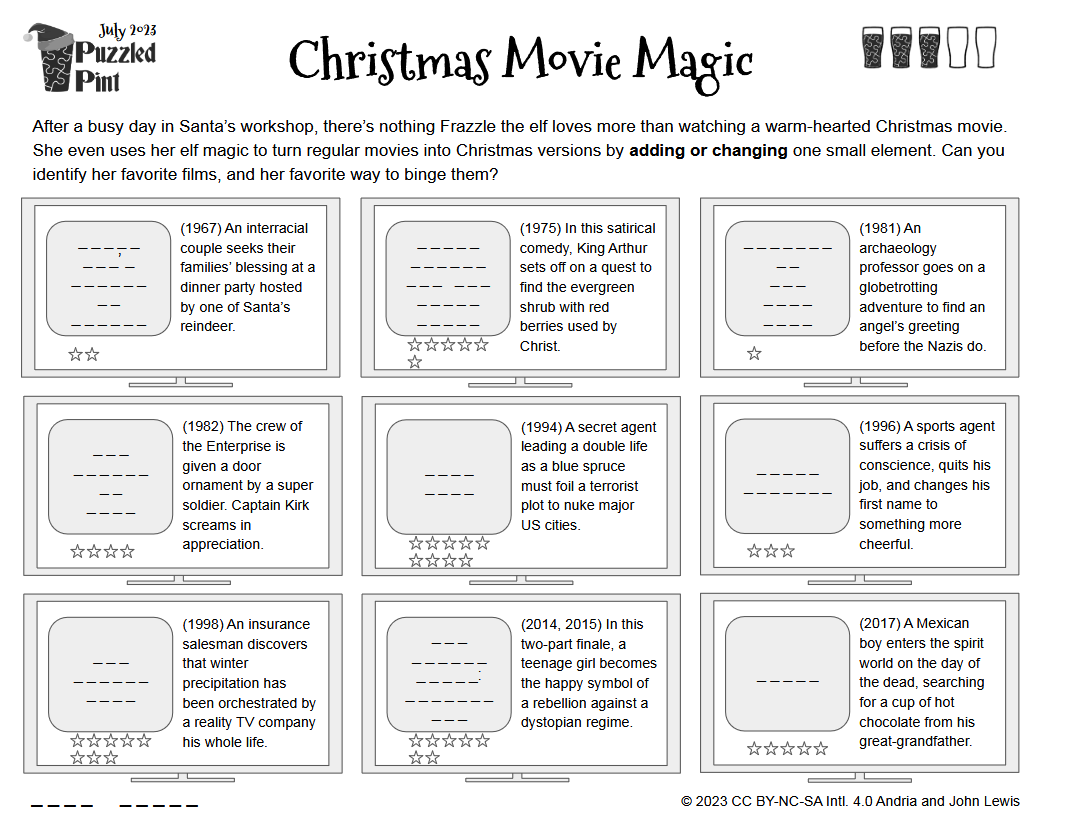 July 2023
Puzzled
Pint
Christmas Movie Magic
After a busy day in Santa's workshop, there's nothing Frazzle the elf loves more than watching a warm-hearted Christmas movie.
She even uses her elf magic to turn regular movies into Christmas versions by adding or changing one small element. Can you
identify her favorite films, and her favorite way to binge them?
_ _ _ _ _,
_ _ _ _ _
_ _ _ _ _ _
_ _
_ _ _ _ _ _
☆☆
(1967) An interracial
couple seeks their
families' blessing at a
dinner party hosted
by one of Santa's
reindeer.
_ _ _ _ _
_ _ _ _ _ _
_ _ _ _ _ _
_ _ _ _ _
_ _ _ _ _
☆☆☆☆☆
☆
(1975) In this satirical
comedy, King Arthur
sets off on a quest to
find the evergreen
shrub with red
berries used by
Christ.
_ _ _ _ _ _ _
_ _
_ _ _
_ _ _ _
_ _ _ _
☆
(1981) An
archaeology
professor goes on a
globetrotting
adventure to find an
angel's greeting
before the Nazis do.
_ _ _
_ _ _ _ _ _
_ _
_ _ _ _
☆☆☆☆
(1982) The crew of
the Enterprise is
given a door
ornament by a super
soldier. Captain Kirk
screams in
appreciation.
_ _ _ _
_ _ _ _
☆☆☆☆☆
☆☆☆☆
(1994) A secret agent
leading a double life
as a blue spruce
must foil a terrorist
plot to nuke major
US cities.
_ _ _ _ _
_ _ _ _ _ _ _
☆☆☆
(1996) A sports agent
suffers a crisis of
conscience, quits his
job, and changes his
first name to
something more
cheerful.
_ _ _
_ _ _ _ _ _
_ _ _ _
☆☆☆☆☆
☆☆☆
(1998) An insurance
salesman discovers
that winter
precipitation has
been orchestrated by
a reality TV company
his whole life.
_ _ _
_ _ _ _ _ _
_ _ _ _ _:
_ _ _ _ _ _ _
_ _ _
☆☆☆☆☆
☆☆
(2014, 2015) In this
two-part finale, a
teenage girl becomes
the happy symbol of
a rebellion against a
dystopian regime.
_ _ _ _ _
☆☆☆☆☆
(2017) A Mexican
boy enters the spirit
world on the day of
the dead, searching
for a cup of hot
chocolate from his
great-grandfather.
_ _ _ _ _ _ _ _ _
© 2023 CC BY-NC-SA Intl. 4.0 Andria and John Lewis